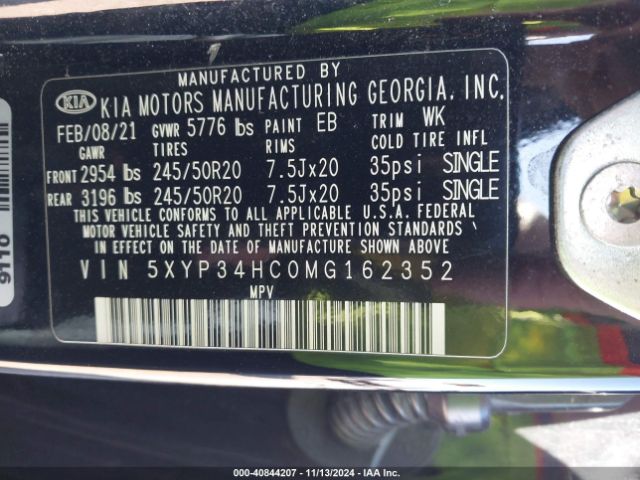 MANUFACTURED BY
KIA KIA MOTORS MANUFACTURING GEORGIA, INC.
FEB/08/21 GVWR 5776 lbs PAINT EB TRIM WK
GAWR TIRES RIMS COLD TIRE INFL
FRONT 2954 lbs 245/50R20 7.5Jx20 35psi SINGLE
REAR 3196 lbs 245/50R20 7.5Jx20 35psi SINGLE
THIS VEHICLE CONFORMS TO ALL APPLICABLE U.S.A. FEDERAL
MOTOR VEHICLE SAFETY AND THEFT PREVENTION STANDARDS
IN EFFECT ON THE DATE OF MANUFACTURE SHOWN ABOVE.
VIN 5XYP34HC0MG162352
MPV
9110
000-40844207 - 11/13/2024 - IAA Inc.